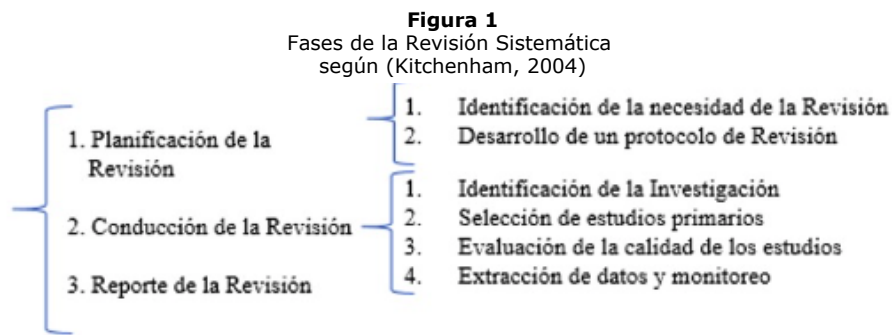 Figura 1
Fases de la Revisión Sistemática
según (Kitchenham, 2004)
1. Planificación de la
Revisión
2. Conducción de la Revisión
3. Reporte de la Revisión
1. Identificación de la necesidad de la Revisión
2. Desarrollo de un protocolo de Revisión
1. Identificación de la Investigación
2. Selección de estudios primarios
3. Evaluación de la calidad de los estudios
4. Extracción de datos y monitoreo